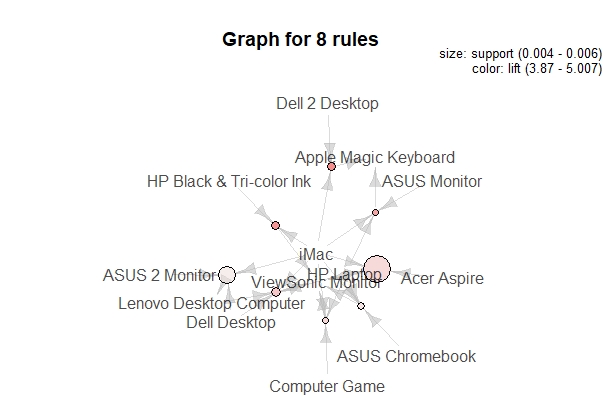 Graph for 8 rules
size: support (0.004 - 0.006)
color: lift (3.87 - 5.007)
Dell 2 Desktop
Apple Magic Keyboard
HP Black & Tri-color Ink
ASUS Monitor
iMac
ASUS 2 Monitor
HP Laptop
Acer Aspire
ViewSonic Monitor
Lenovo Desktop Computer
Dell Desktop
ASUS Chromebook
Computer Game